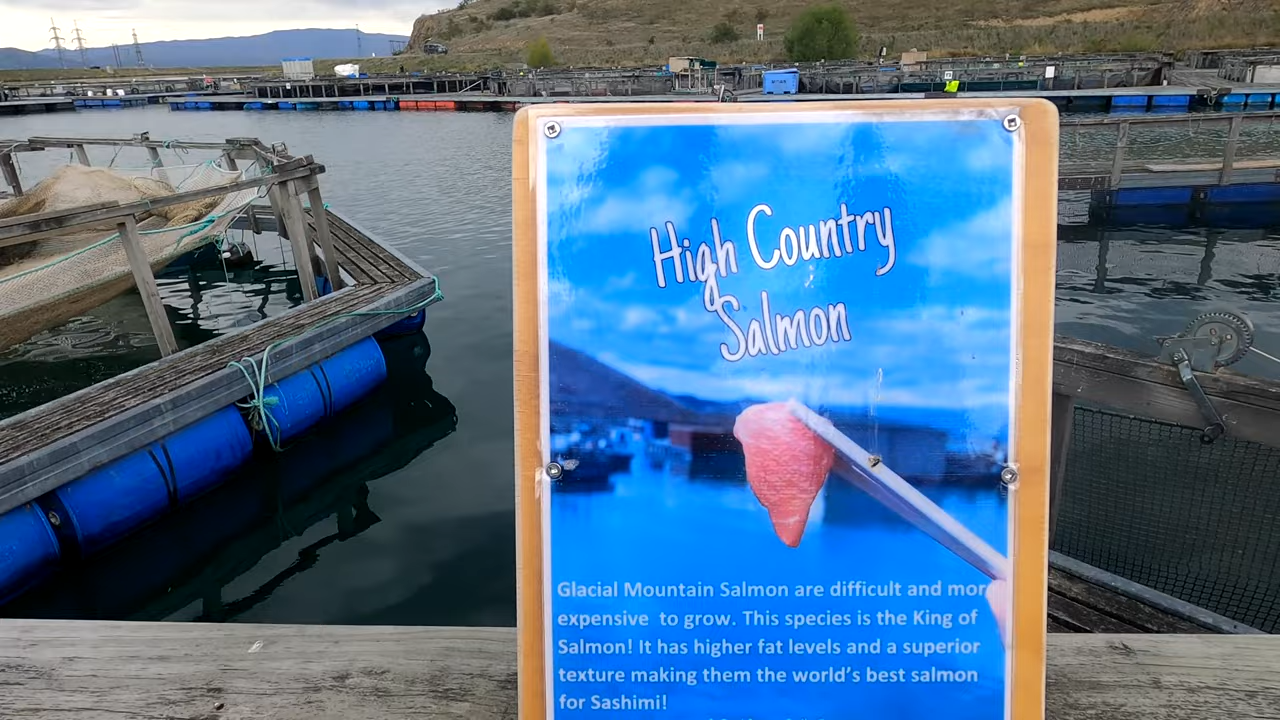 High Country
Salmon
Glacial Mountain Salmon are difficult and mor
expensive to grow. This species is the King of
Salmon! It has higher fat levels and a superior
texture making them the world's best salmon
for Sashimi!